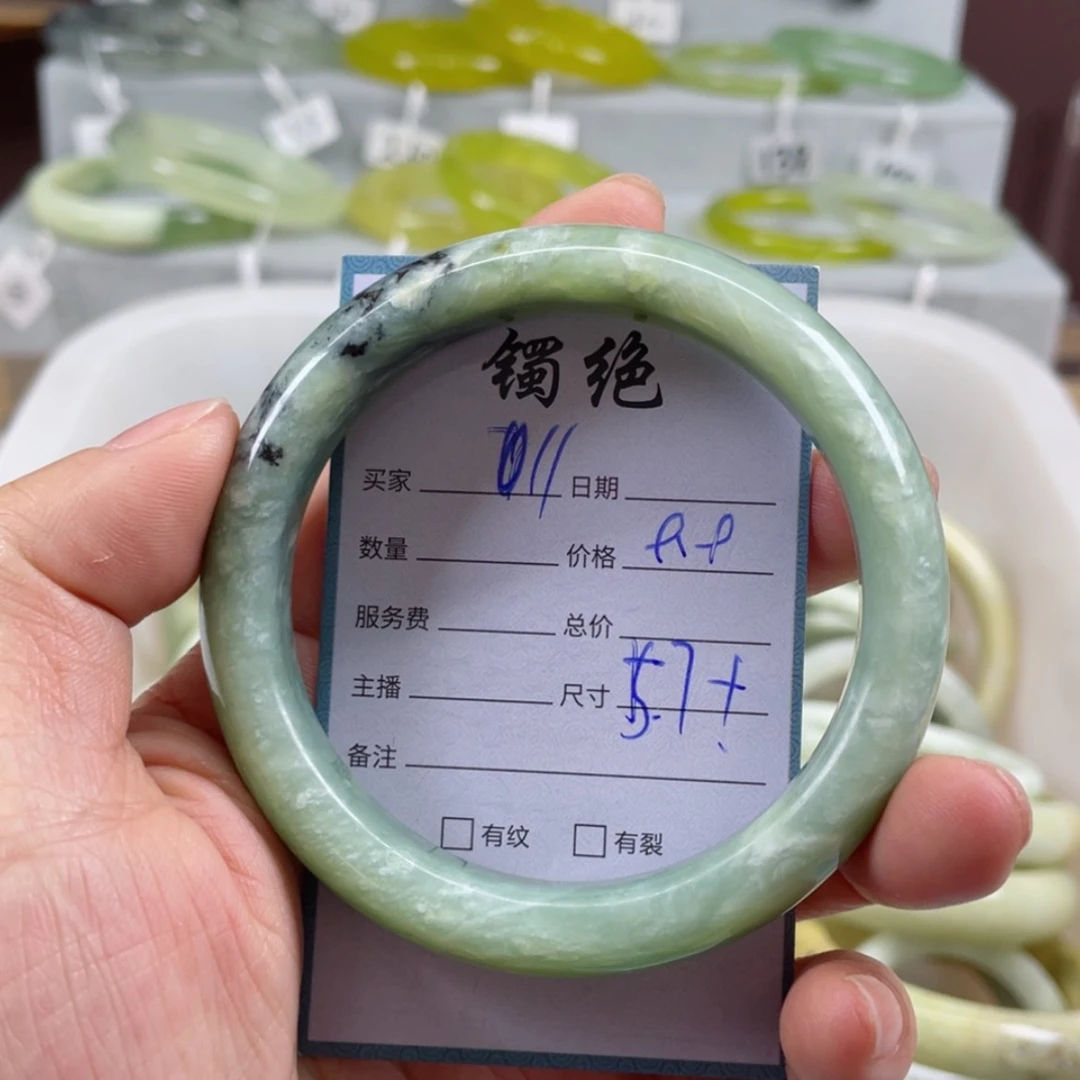 镯绝
买家 011 日期
数量 价格
服务费 总价
主播 尺寸 57+
备注
□有纹 □有裂